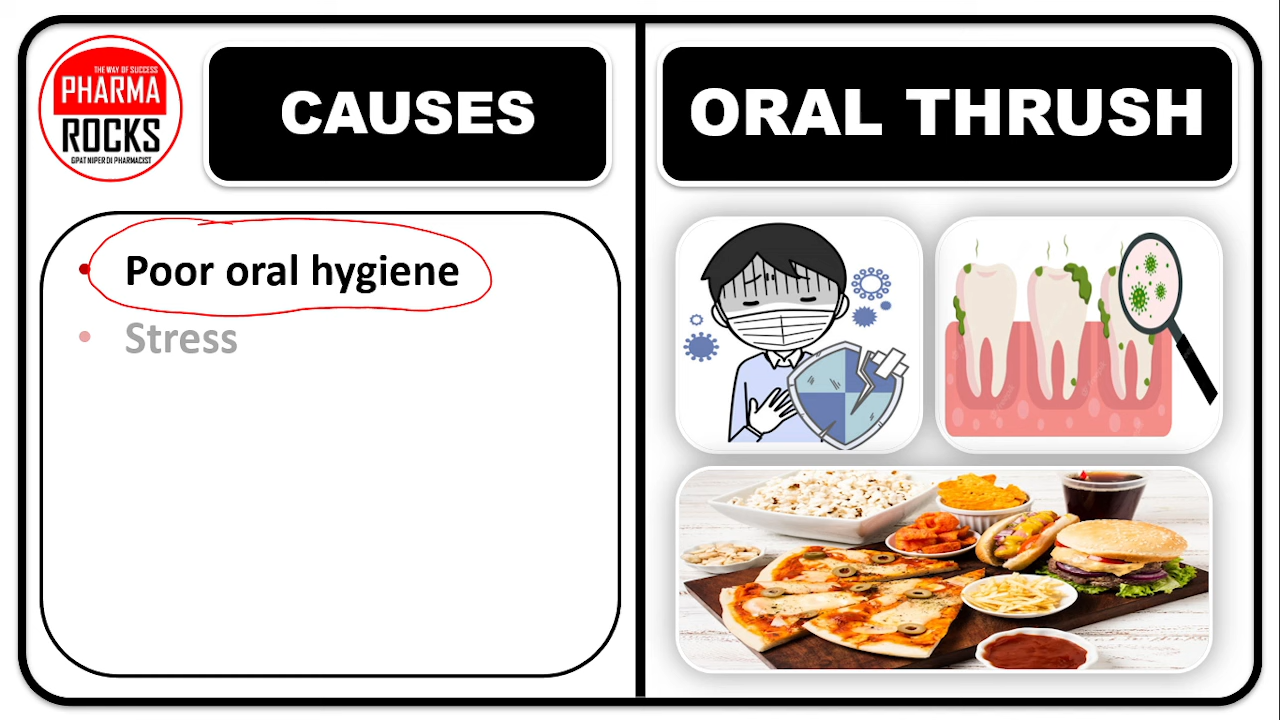 THE WAY OF SUCCESS
PHARMA
ROCKS
GPAT NIPER DI PHARMACIST
CAUSES
ORAL THRUSH
• Poor oral hygiene
• Stress